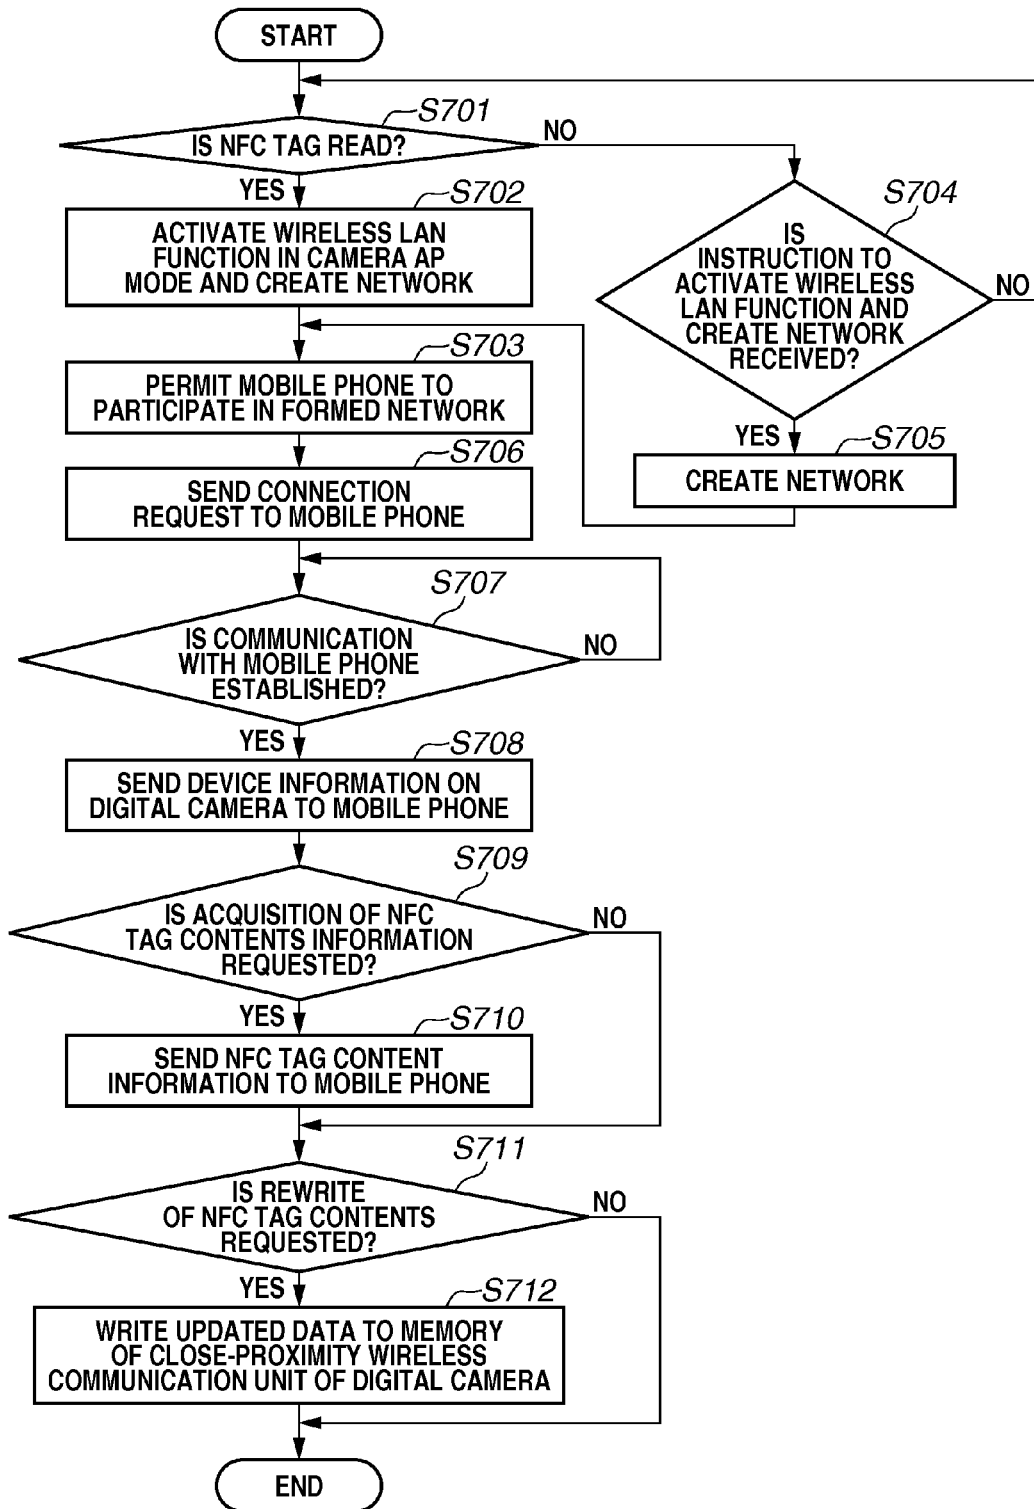 START
S701
IS NFC TAG READ?
NO
YES
S702
ACTIVATE WIRELESS LAN
FUNCTION IN CAMERA AP
MODE AND CREATE NETWORK
S704
IS
INSTRUCTION TO
ACTIVATE WIRELESS
LAN FUNCTION AND
CREATE NETWORK
RECEIVED?
NO
YES
S705
CREATE NETWORK
S703
PERMIT MOBILE PHONE TO
PARTICIPATE IN FORMED NETWORK
S706
SEND CONNECTION
REQUEST TO MOBILE PHONE
S707
IS COMMUNICATION
WITH MOBILE PHONE
ESTABLISHED?
NO
YES
S708
SEND DEVICE INFORMATION ON
DIGITAL CAMERA TO MOBILE PHONE
S709
IS ACQUISITION OF NFC
TAG CONTENTS INFORMATION
REQUESTED?
NO
YES
S710
SEND NFC TAG CONTENT
INFORMATION TO MOBILE PHONE
S711
IS REWRITE
OF NFC TAG CONTENTS
REQUESTED?
NO
YES
S712
WRITE UPDATED DATA TO MEMORY
OF CLOSE-PROXIMITY WIRELESS
COMMUNICATION UNIT OF DIGITAL CAMERA
END